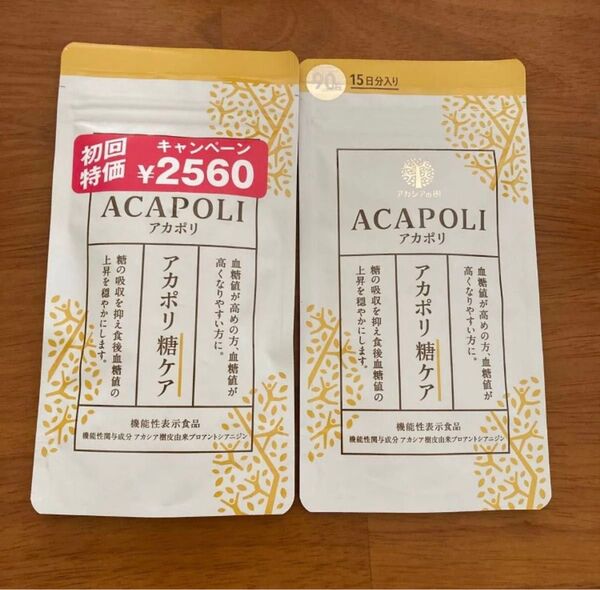 初回
特価
キャンペーン
¥2560
ACAPOLI
アカポリ
血糖値が高めの方、血糖値が
高くなりやすい方に。
アカポリ 糖ケア
糖の吸収を抑え食後血糖値の
上昇を穏やかにします。
機能性表示食品
機能性関与成分 アカシア樹皮由来プロアントシアニジン
90粒
15日分入り
アカシアの樹
ACAPOLI
アカポリ
血糖値が高めの方、血糖値が
高くなりやすい方に。
アカポリ 糖ケア
糖の吸収を抑え食後血糖値の
上昇を穏やかにします。
機能性表示食品
機能性関与成分 アカシア樹皮由来プロアントシアニジン